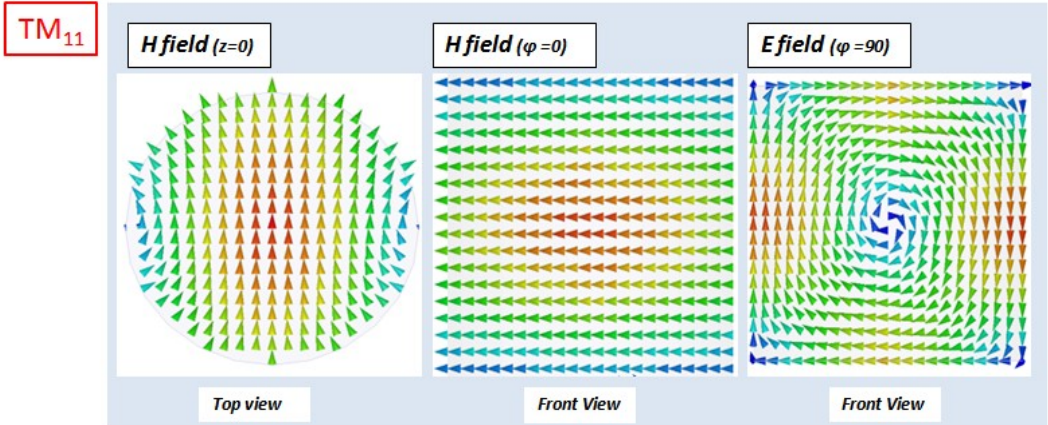 TM₁₁
H field (z=0)
H field (φ =0)
E field (φ =90)
Top view
Front View
Front View